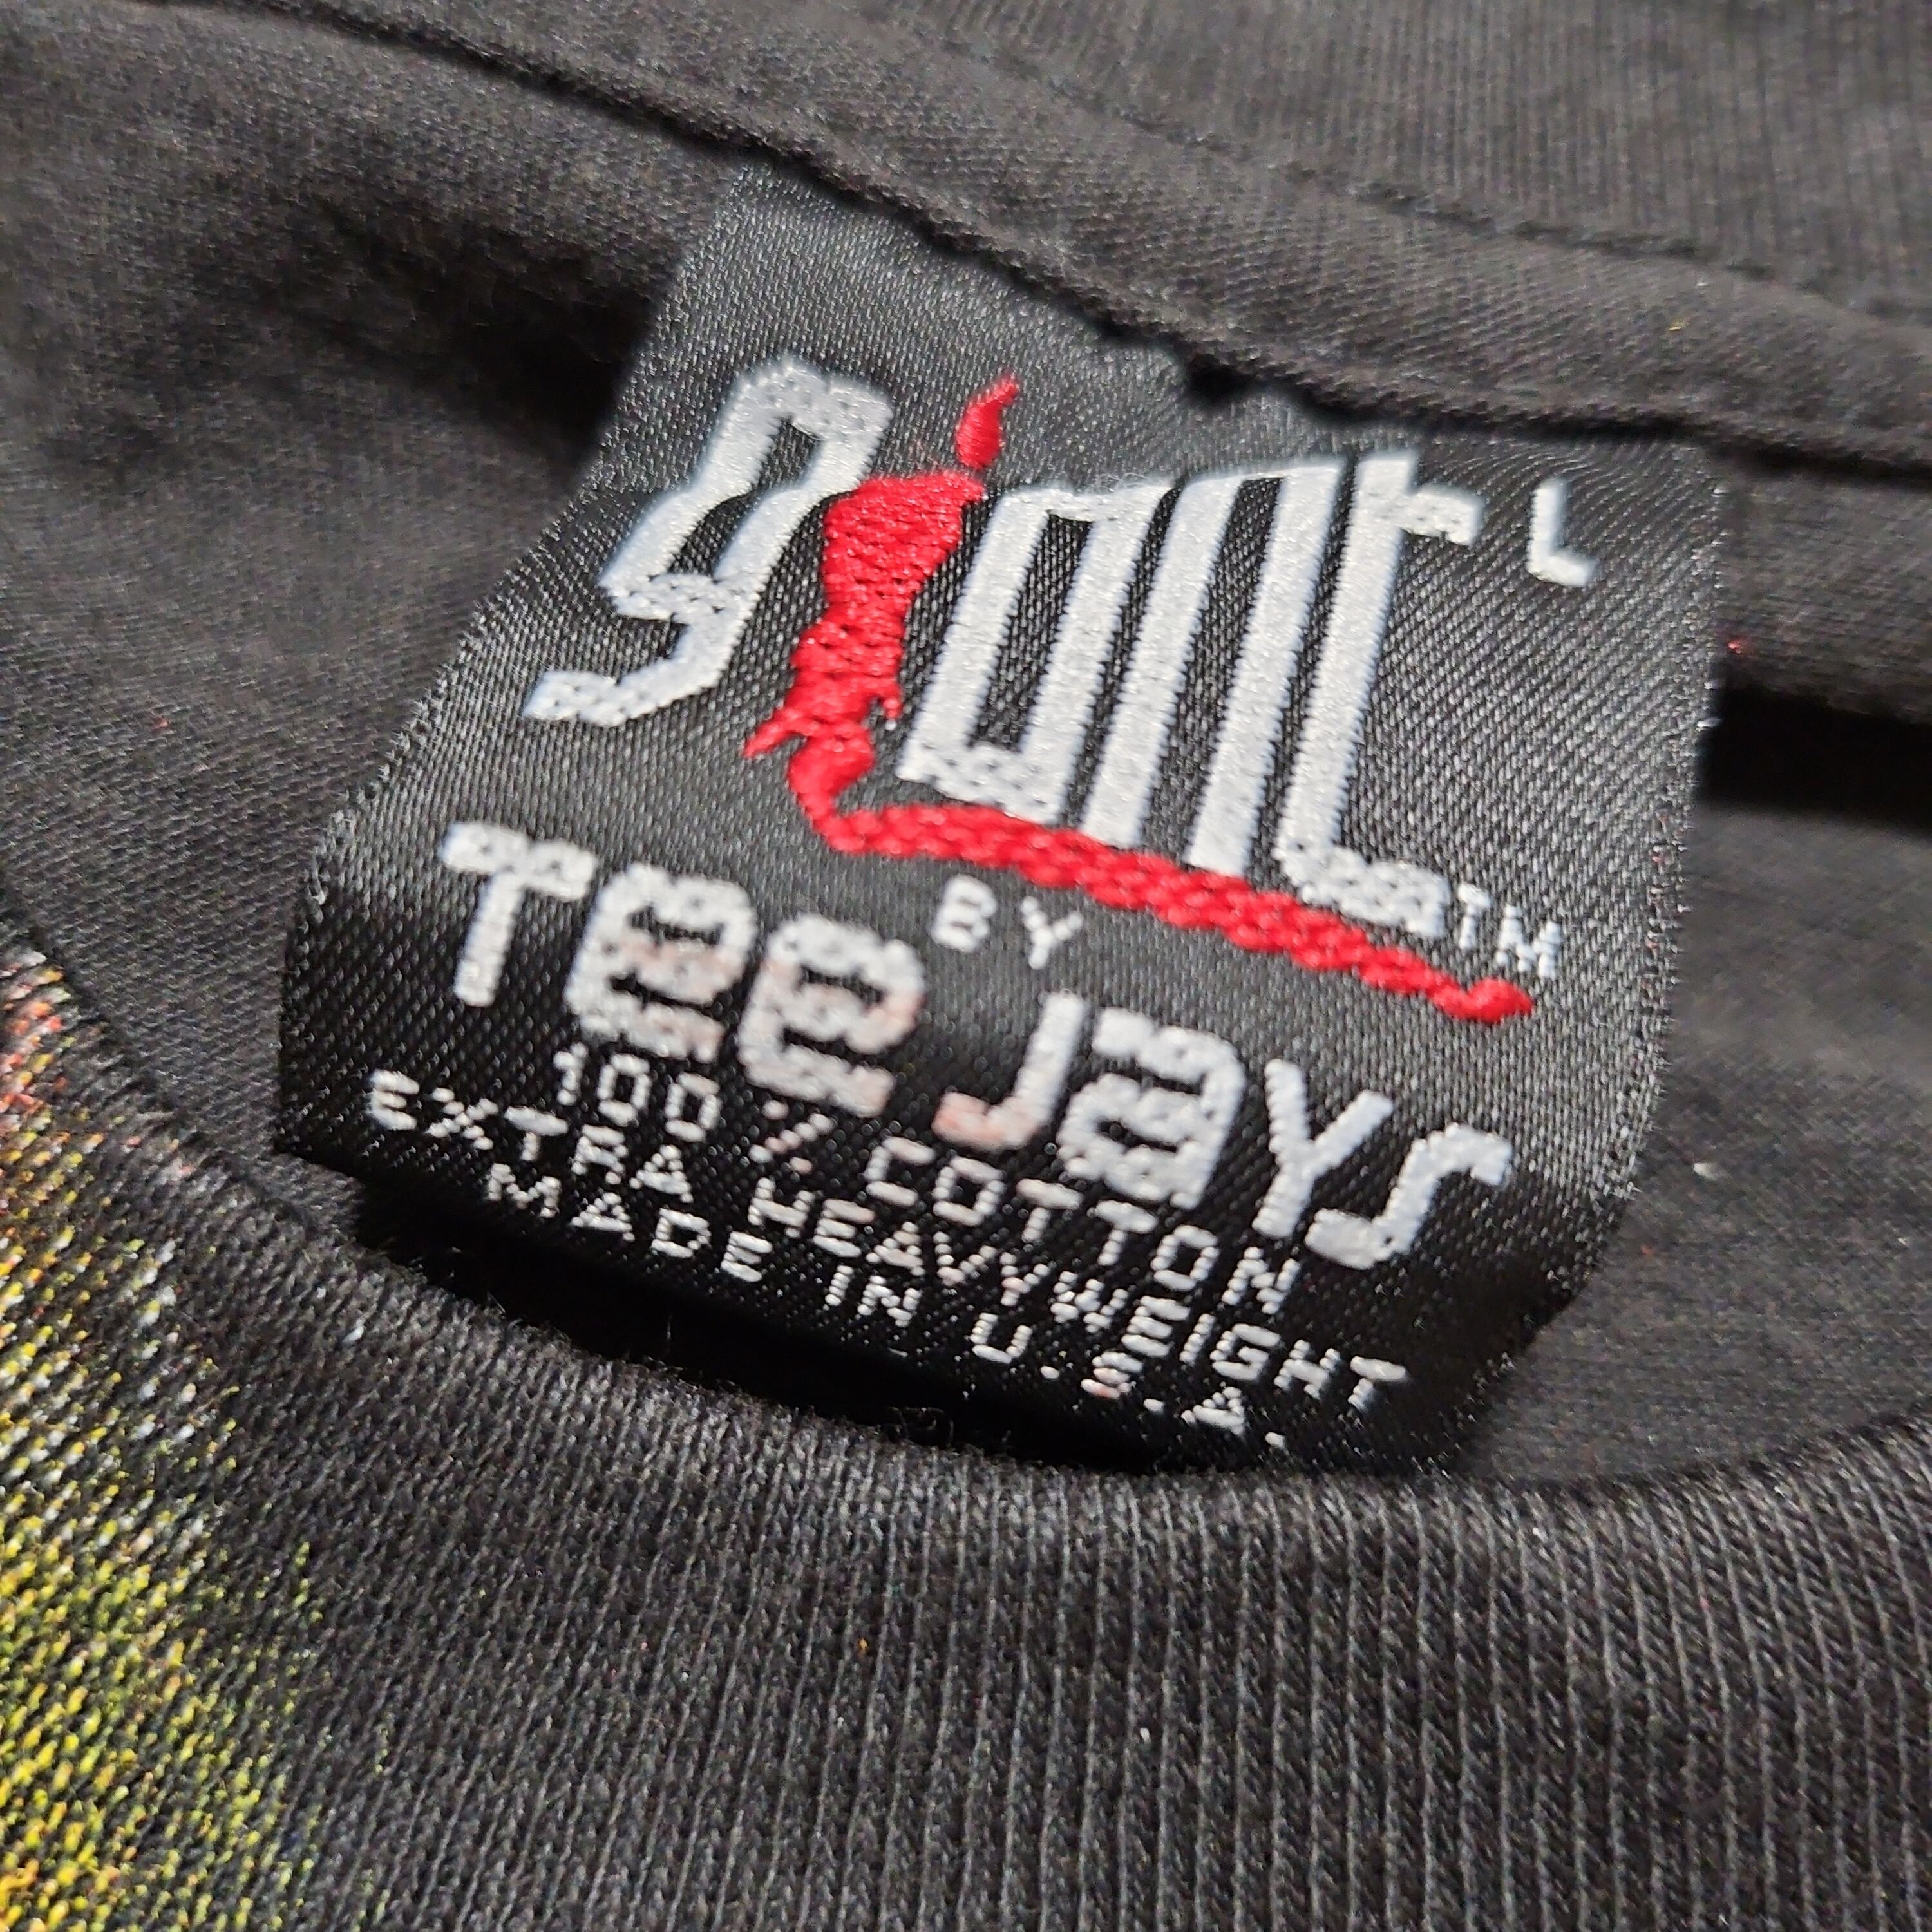 giant L
TM
BY
Tee Jays
100% COTTON
EXTRA HEAVYWEIGHT
MADE IN U.S.A.